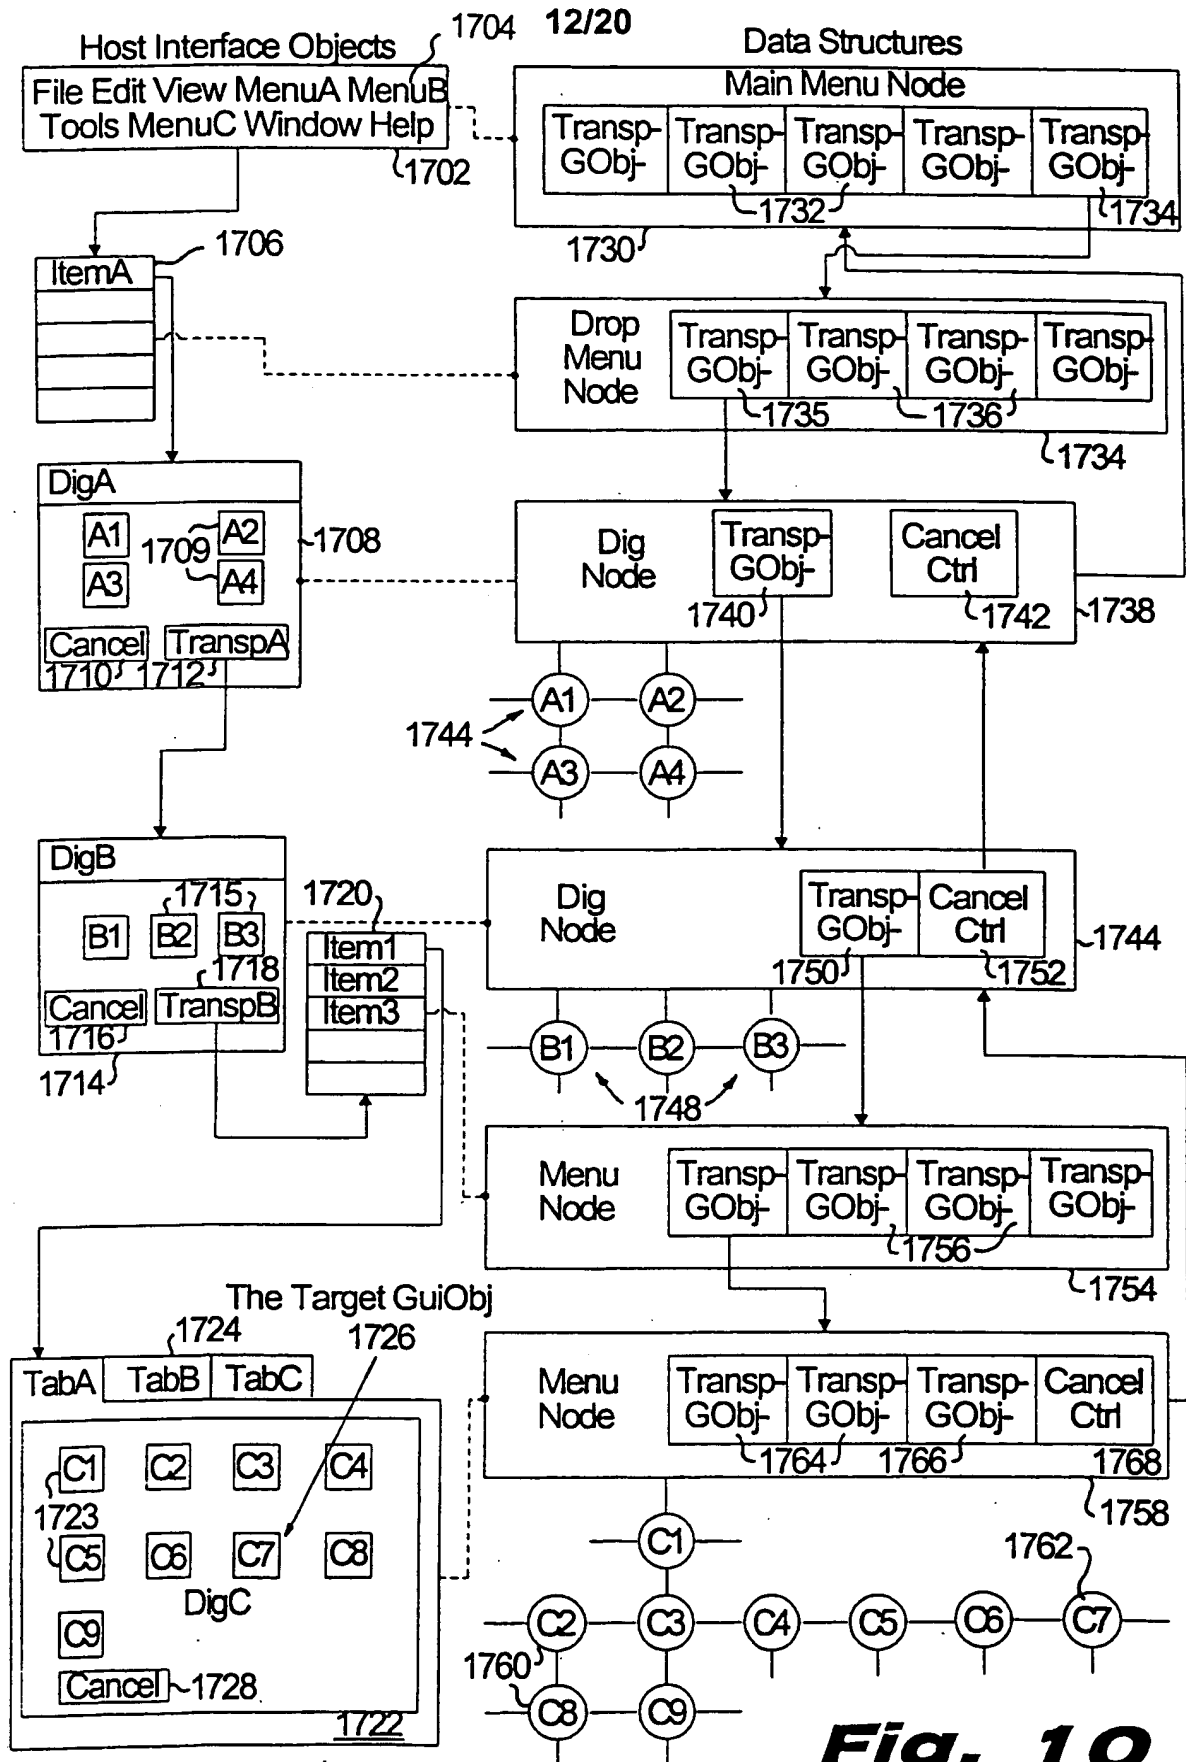 12/20
Host Interface Objects
1704
Data Structures
File Edit View MenuA MenuB
Tools MenuC Window Help
1702
Main Menu Node
Transp-
GObj-
Transp-
GObj-
Transp-
GObj-
Transp-
GObj-
Transp-
GObj-
1732
1734
1730
1706
ItemA
Drop
Menu
Node
Transp-
GObj-
Transp-
GObj-
Transp-
GObj-
Transp-
GObj-
1735
1736
1734
DigA
A1
A2
1709
A3
A4
1708
Cancel
TranspA
1710
1712
Dig
Node
Transp-
GObj-
Cancel
Ctrl
1740
1742
1738
A1
A2
1744
A3
A4
DigB
1715
B1
B2
B3
1718
Cancel
TranspB
1716
1714
1720
Item1
Item2
Item3
Dig
Node
Transp-
GObj-
Cancel
Ctrl
1744
1750
1752
B1
B2
B3
1748
Menu
Node
Transp-
GObj-
Transp-
GObj-
Transp-
GObj-
Transp-
GObj-
1756
1754
The Target GuiObj
1724
1726
TabA
TabB
TabC
C1
C2
C3
C4
1723
C5
C6
C7
C8
DigC
C9
Cancel
1728
1722
Menu
Node
Transp-
GObj-
Transp-
GObj-
Transp-
GObj-
Cancel
Ctrl
1764
1766
1768
1758
C1
1762
C2
C3
C4
C5
C6
C7
1760
C8
C9
Fig. 10